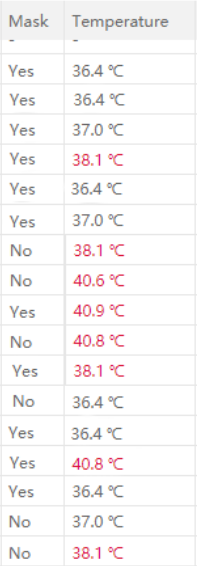 Mask Temperature
- -
Yes 36.4 ℃
Yes 36.4 ℃
Yes 37.0 ℃
Yes 38.1 ℃
Yes 36.4 ℃
Yes 37.0 ℃
No 38.1 ℃
No 40.6 ℃
Yes 40.9 ℃
No 40.8 ℃
Yes 38.1 ℃
No 36.4 ℃
Yes 36.4 ℃
Yes 40.8 ℃
Yes 36.4 ℃
No 37.0 ℃
No 38.1 ℃